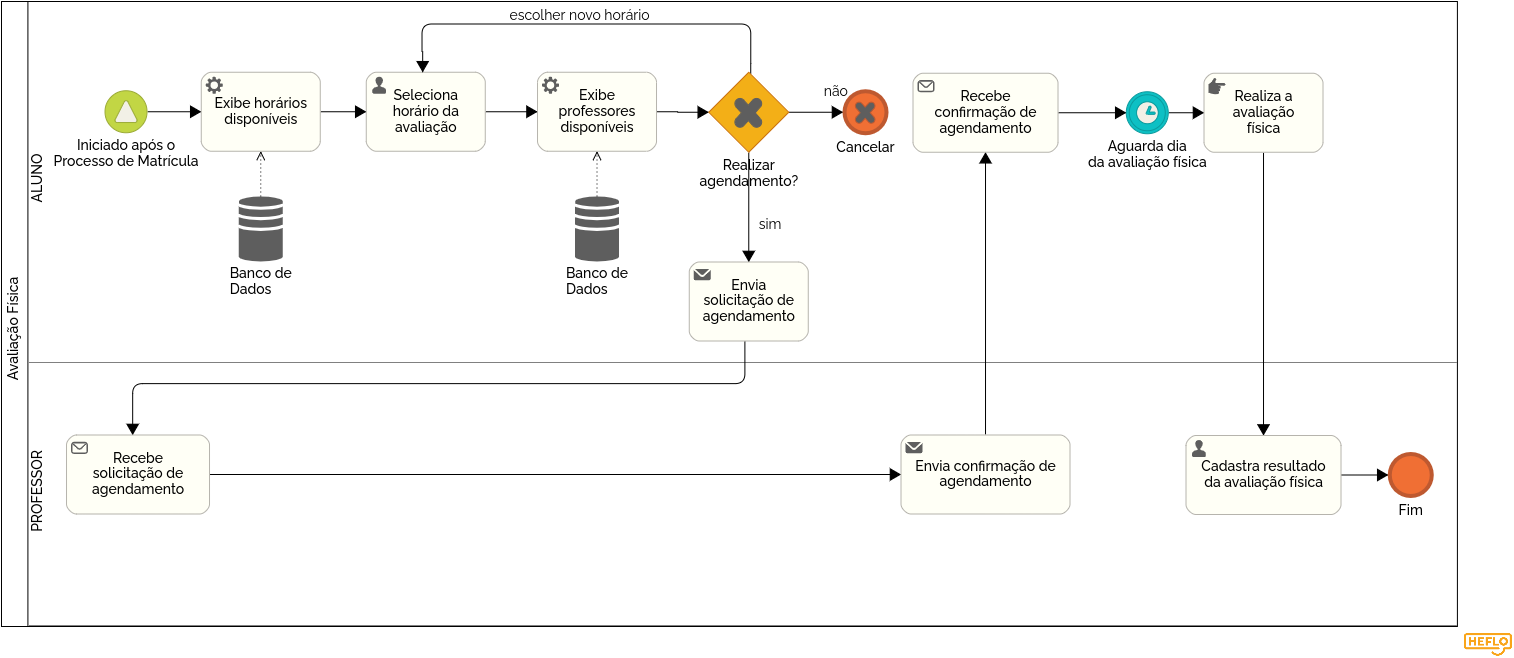 escolher novo horário
Iniciado após o
Processo de Matrícula
Exibe horários
disponíveis
Banco de
Dados
Seleciona
horário da
avaliação
Exibe
professores
disponíveis
Banco de
Dados
Realizar
agendamento?
não
Cancelar
sim
Envia
solicitação de
agendamento
Recebe
confirmação de
agendamento
Aguarda dia
da avaliação física
Realiza a
avaliação
física
ALUNO
Avaliação Física
PROFESSOR
Recebe
solicitação de
agendamento
Envia confirmação de
agendamento
Cadastra resultado
da avaliação física
Fim
HEFLO